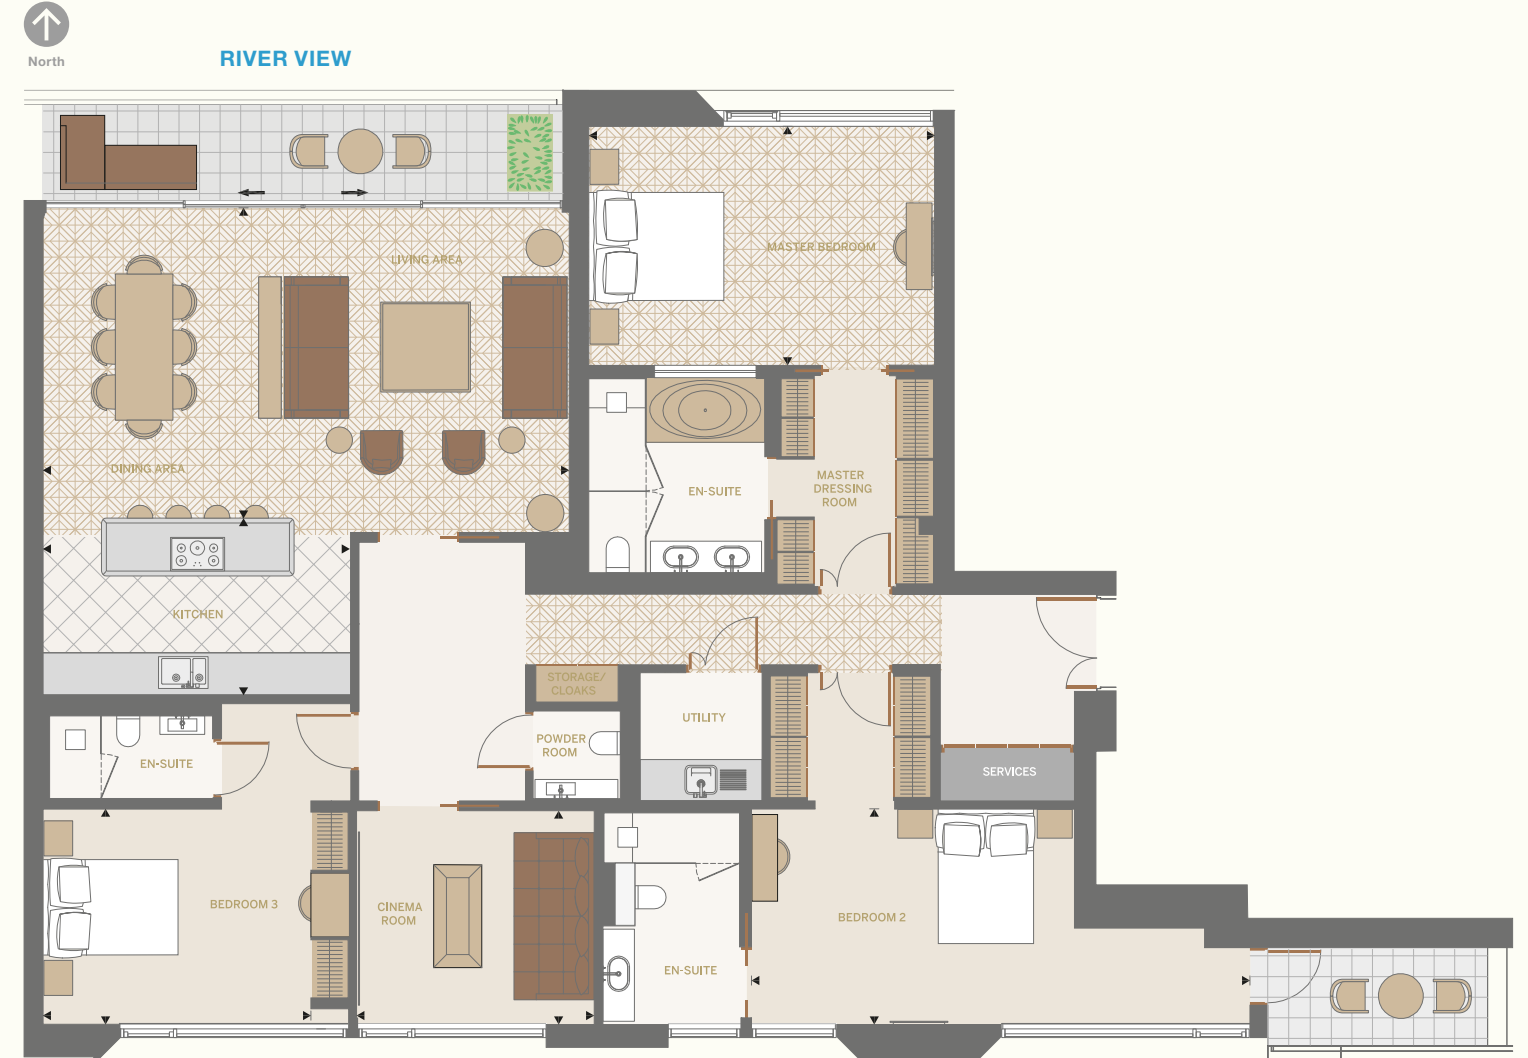 North
RIVER VIEW
LIVING AREA
MASTER BEDROOM
DINING AREA
EN-SUITE
MASTER
DRESSING
ROOM
KITCHEN
STORAGE/
CLOAKS
UTILITY
POWDER
ROOM
EN-SUITE
SERVICES
BEDROOM 3
CINEMA
ROOM
BEDROOM 2
EN-SUITE